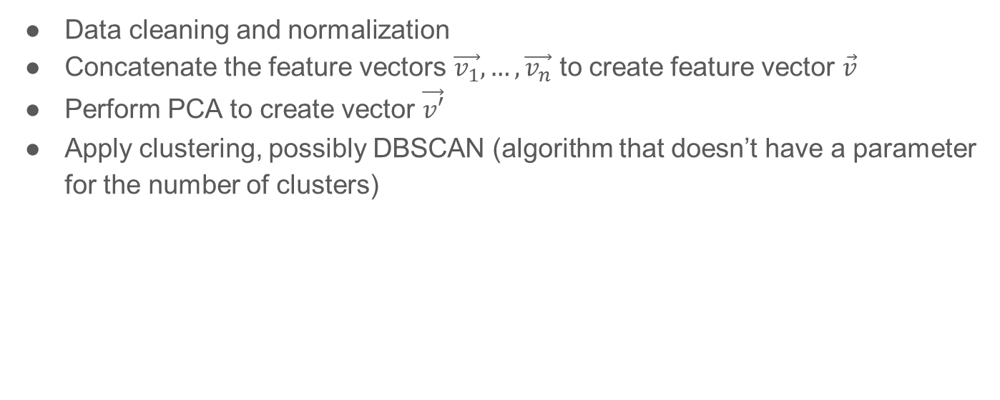 ● Data cleaning and normalization
● Concatenate the feature vectors $\overrightarrow{v_1}, \ldots, \overrightarrow{v_n}$ to create feature vector $\vec{v}$
● Perform PCA to create vector $\overrightarrow{v'}$
● Apply clustering, possibly DBSCAN (algorithm that doesn’t have a parameter
for the number of clusters)